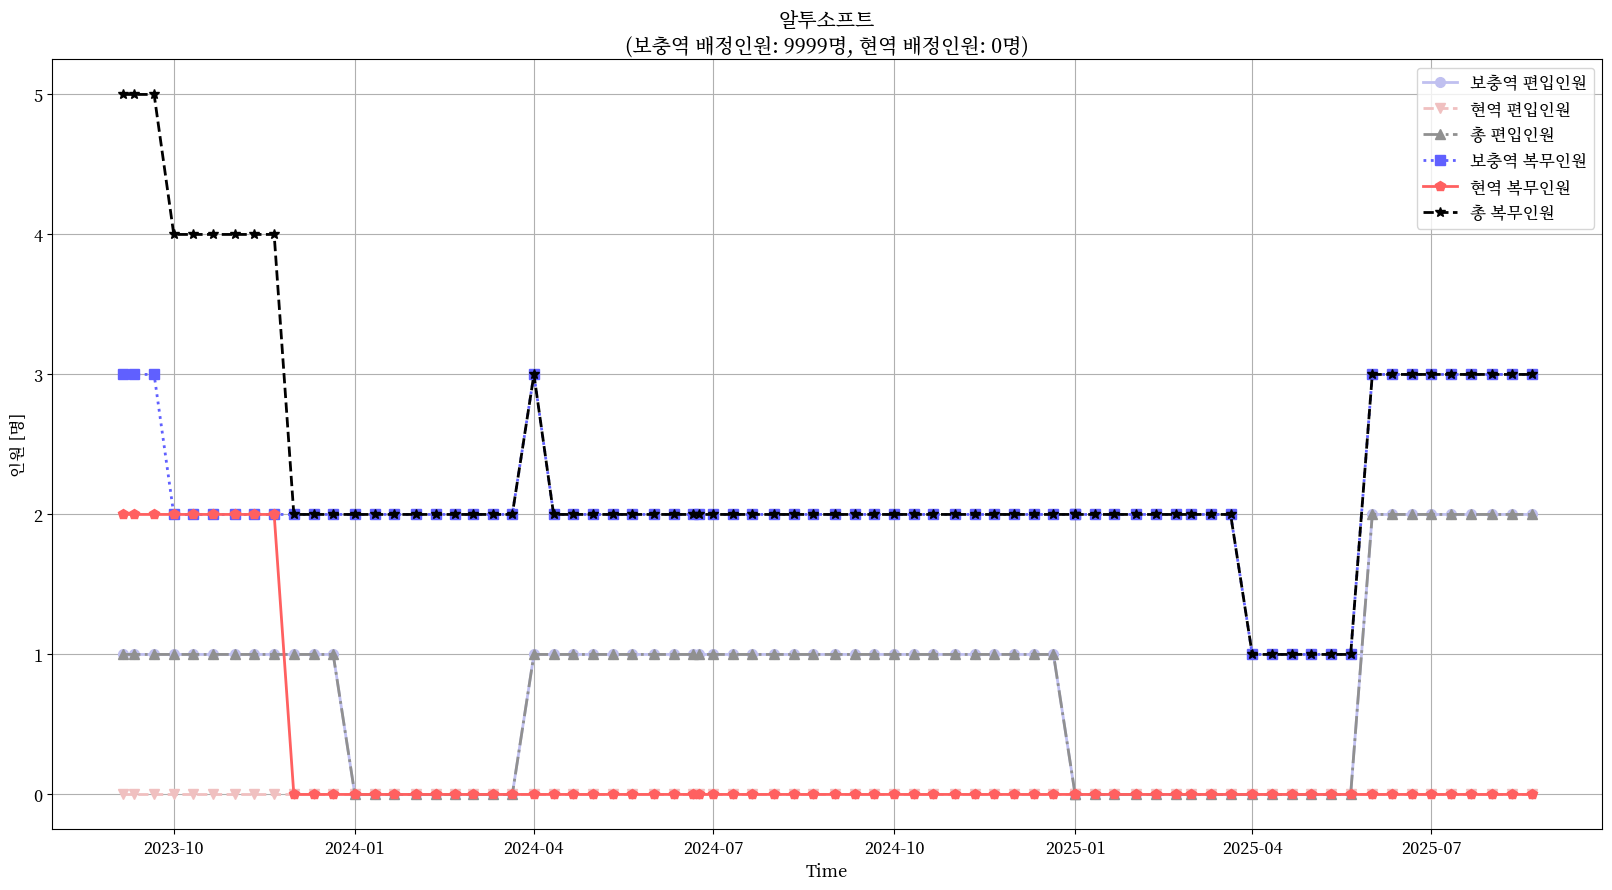 알투소프트
(보충역 배정인원: 9999명, 현역 배정인원: 0명)
보충역 편입인원
현역 편입인원
총 편입인원
보충역 복무인원
현역 복무인원
총 복무인원
인원 [명]
5
4
3
2
1
0
2023-10
2024-01
2024-04
2024-07
2024-10
2025-01
2025-04
2025-07
Time